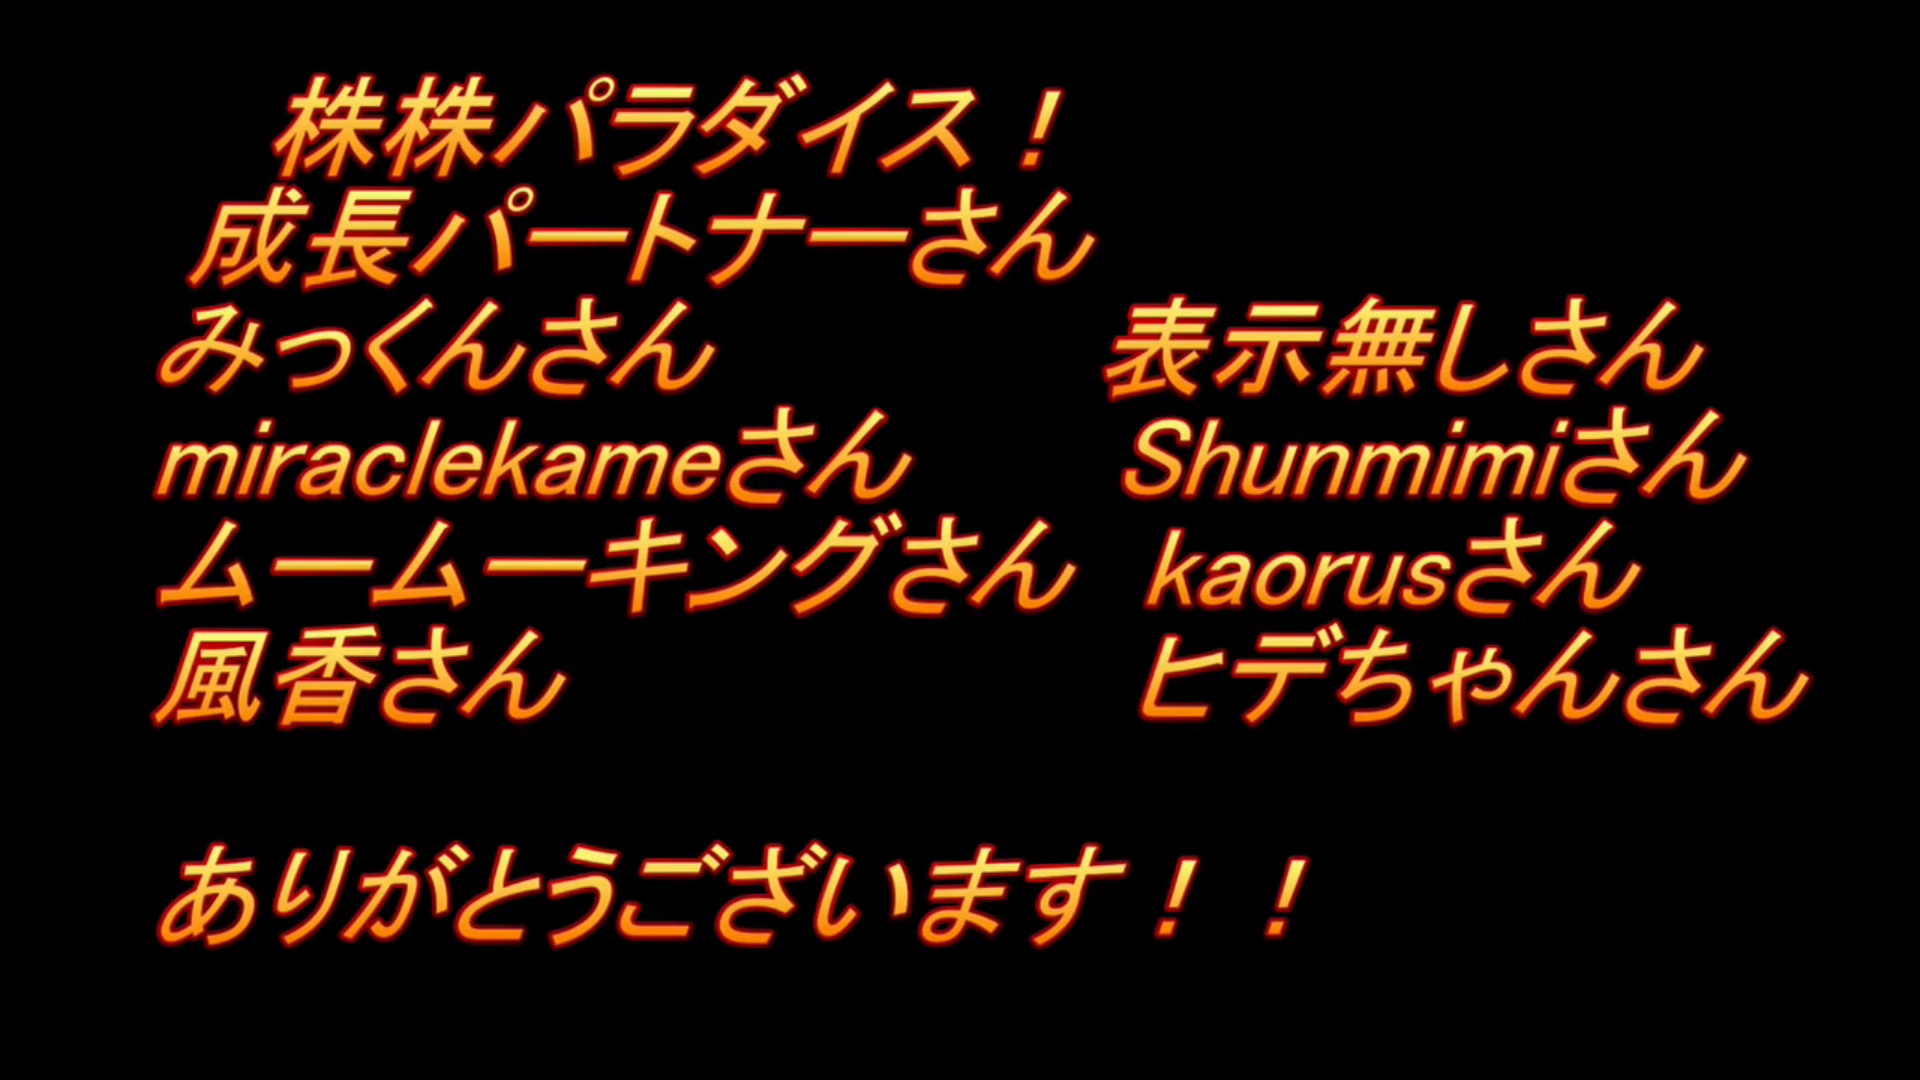 株株パラダイス！
成長パートナーさん
みっくんさん 表示無しさん
miraclekameさん Shunmimiさん
ムームーキングさん kaorusさん
風香さん ヒデちゃんさん
ありがとうございます！！